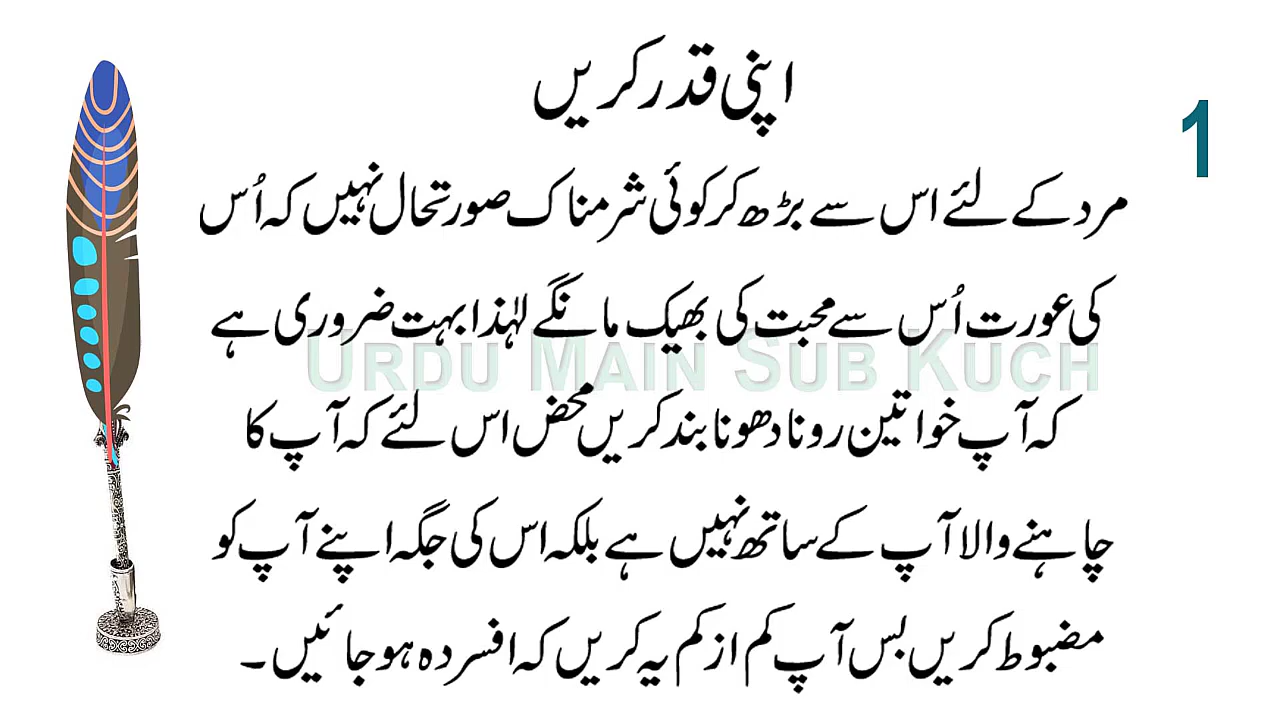 اپنی قدر کریں
1
مرد کے لئے اس سے بڑھ کر کوئی شرمناک صورتحال نہیں کہ اُس
کی عورت اُس سے محبت کی بھیک مانگے لہٰذا بہت ضروری ہے
URDU MAIN SUB KUCH
کہ آپ خواتین رونا دھونا بند کریں محض اس لئے کہ آپ کا
چاہنے والا آپ کے ساتھ نہیں ہے بلکہ اس کی جگہ اپنے آپ کو
مضبوط کریں بس آپ کم از کم یہ کریں کہ افسردہ ہو جائیں۔